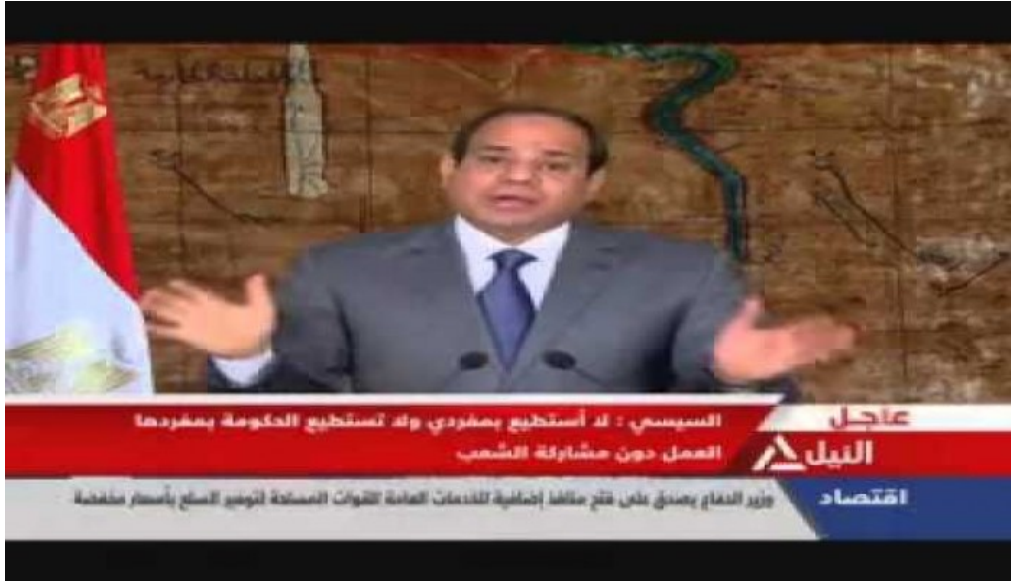 عاجل
السيسي : لا أستطيع بمفردي ولا تستطيع الحكومة بمفردها
العمل دون مشاركة الشعب
النيل
اقتصاد
وزير الدفاع يصدق على فتح منافذ إضافية للخدمات العامة للقوات المسلحة لتوفير السلع بأسعار مخفضة